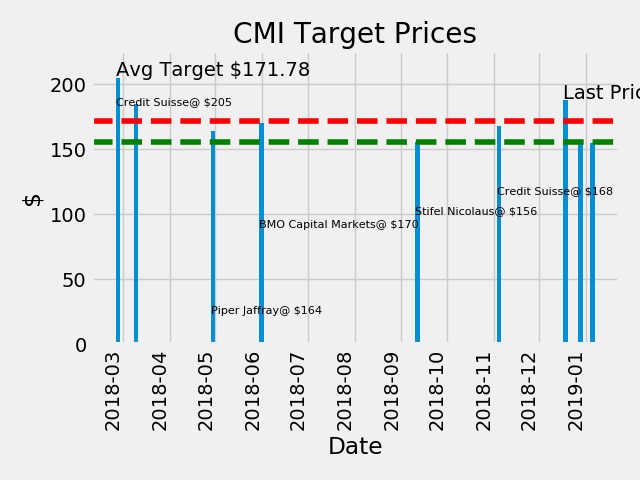 CMI Target Prices
Avg Target $171.78
Last Pric
Credit Suisse@ $205
Credit Suisse@ $168
Stifel Nicolaus@ $156
BMO Capital Markets@ $170
Piper Jaffray@ $164
$
200
150
100
50
0
2018-03
2018-04
2018-05
2018-06
2018-07
2018-08
2018-09
2018-10
2018-11
2018-12
2019-01
Date